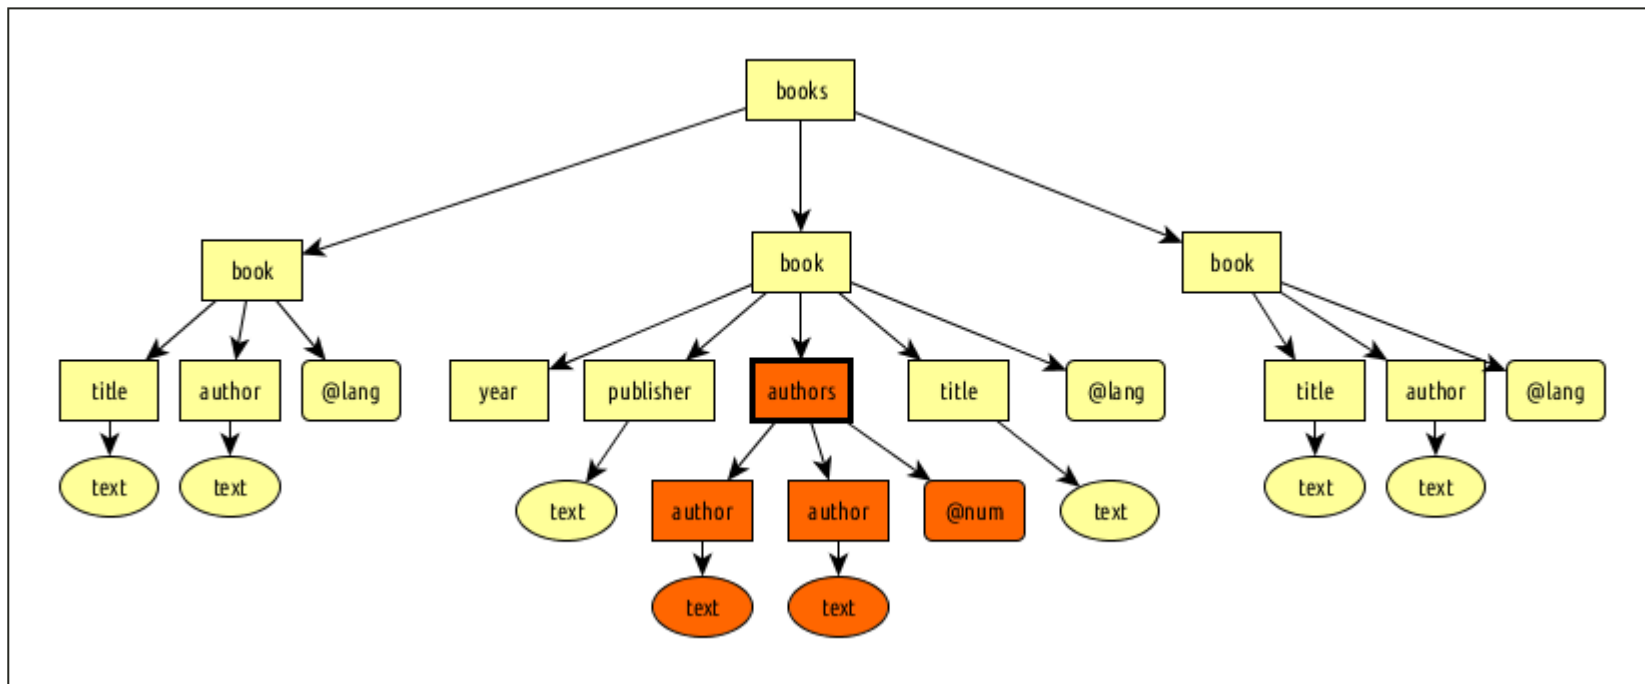 books
book
book
book
title
author
@lang
year
publisher
authors
title
@lang
title
author
@lang
text
text
text
author
author
@num
text
text
text
text
text